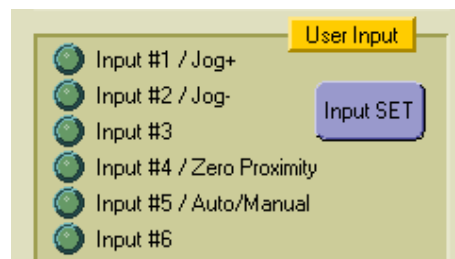 User Input
Input #1 / Jog+
Input #2 / Jog-
Input SET
Input #3
Input #4 / Zero Proximity
Input #5 / Auto/Manual
Input #6